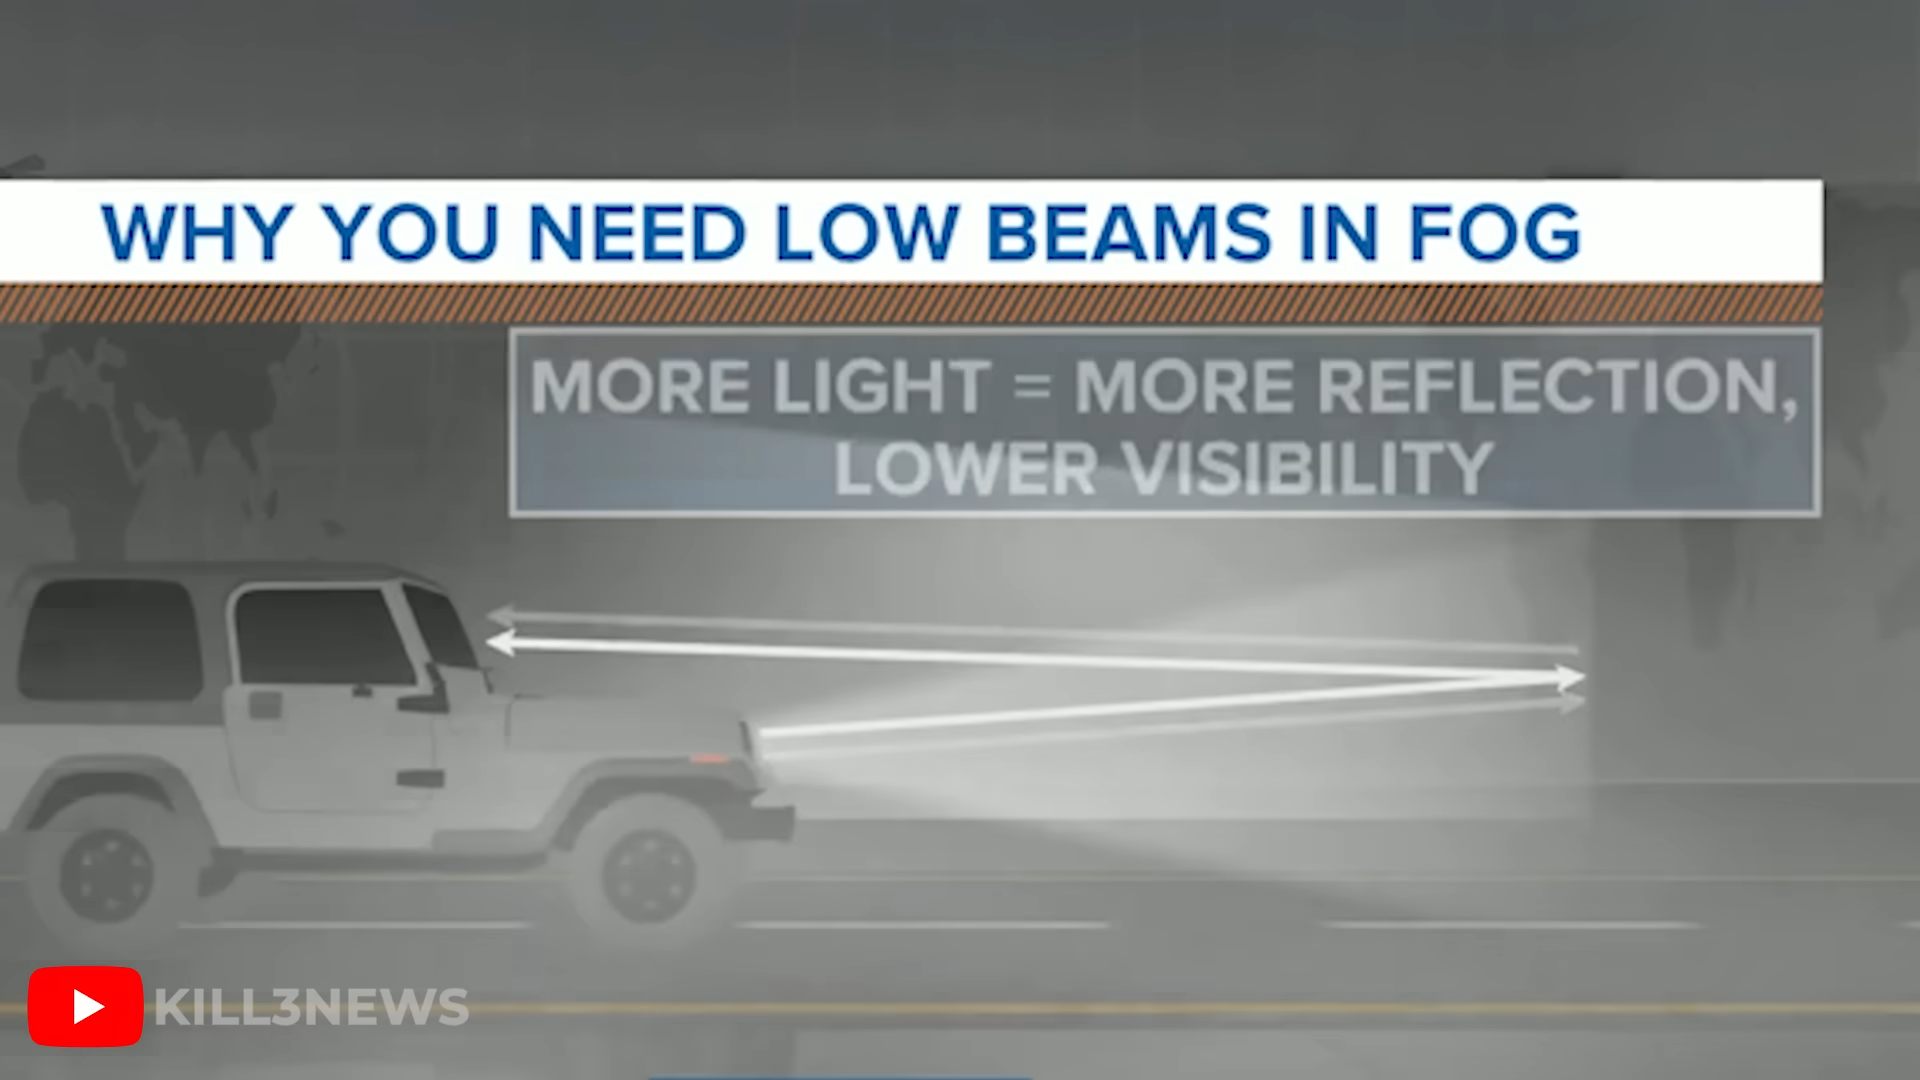 WHY YOU NEED LOW BEAMS IN FOG
MORE LIGHT = MORE REFLECTION,
LOWER VISIBILITY
KILL3NEWS